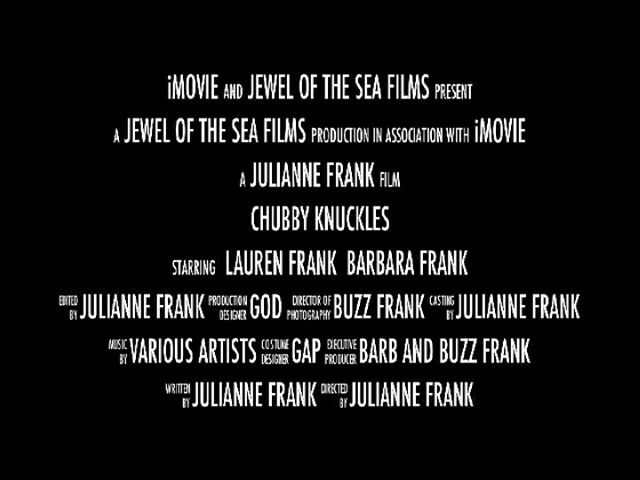 iMOVIE AND JEWEL OF THE SEA FILMS PRESENT
A JEWEL OF THE SEA FILMS PRODUCTION IN ASSOCIATION WITH iMOVIE
A JULIANNE FRANK FILM
CHUBBY KNUCKLES
STARRING LAUREN FRANK BARBARA FRANK
EDITED BY JULIANNE FRANK PRODUCTION DESIGNER GOD DIRECTOR OF PHOTOGRAPHY BUZZ FRANK CASTING BY JULIANNE FRANK
MUSIC BY VARIOUS ARTISTS COSTUME DESIGNER GAP EXECUTIVE PRODUCER BARB AND BUZZ FRANK
WRITTEN BY JULIANNE FRANK DIRECTED BY JULIANNE FRANK